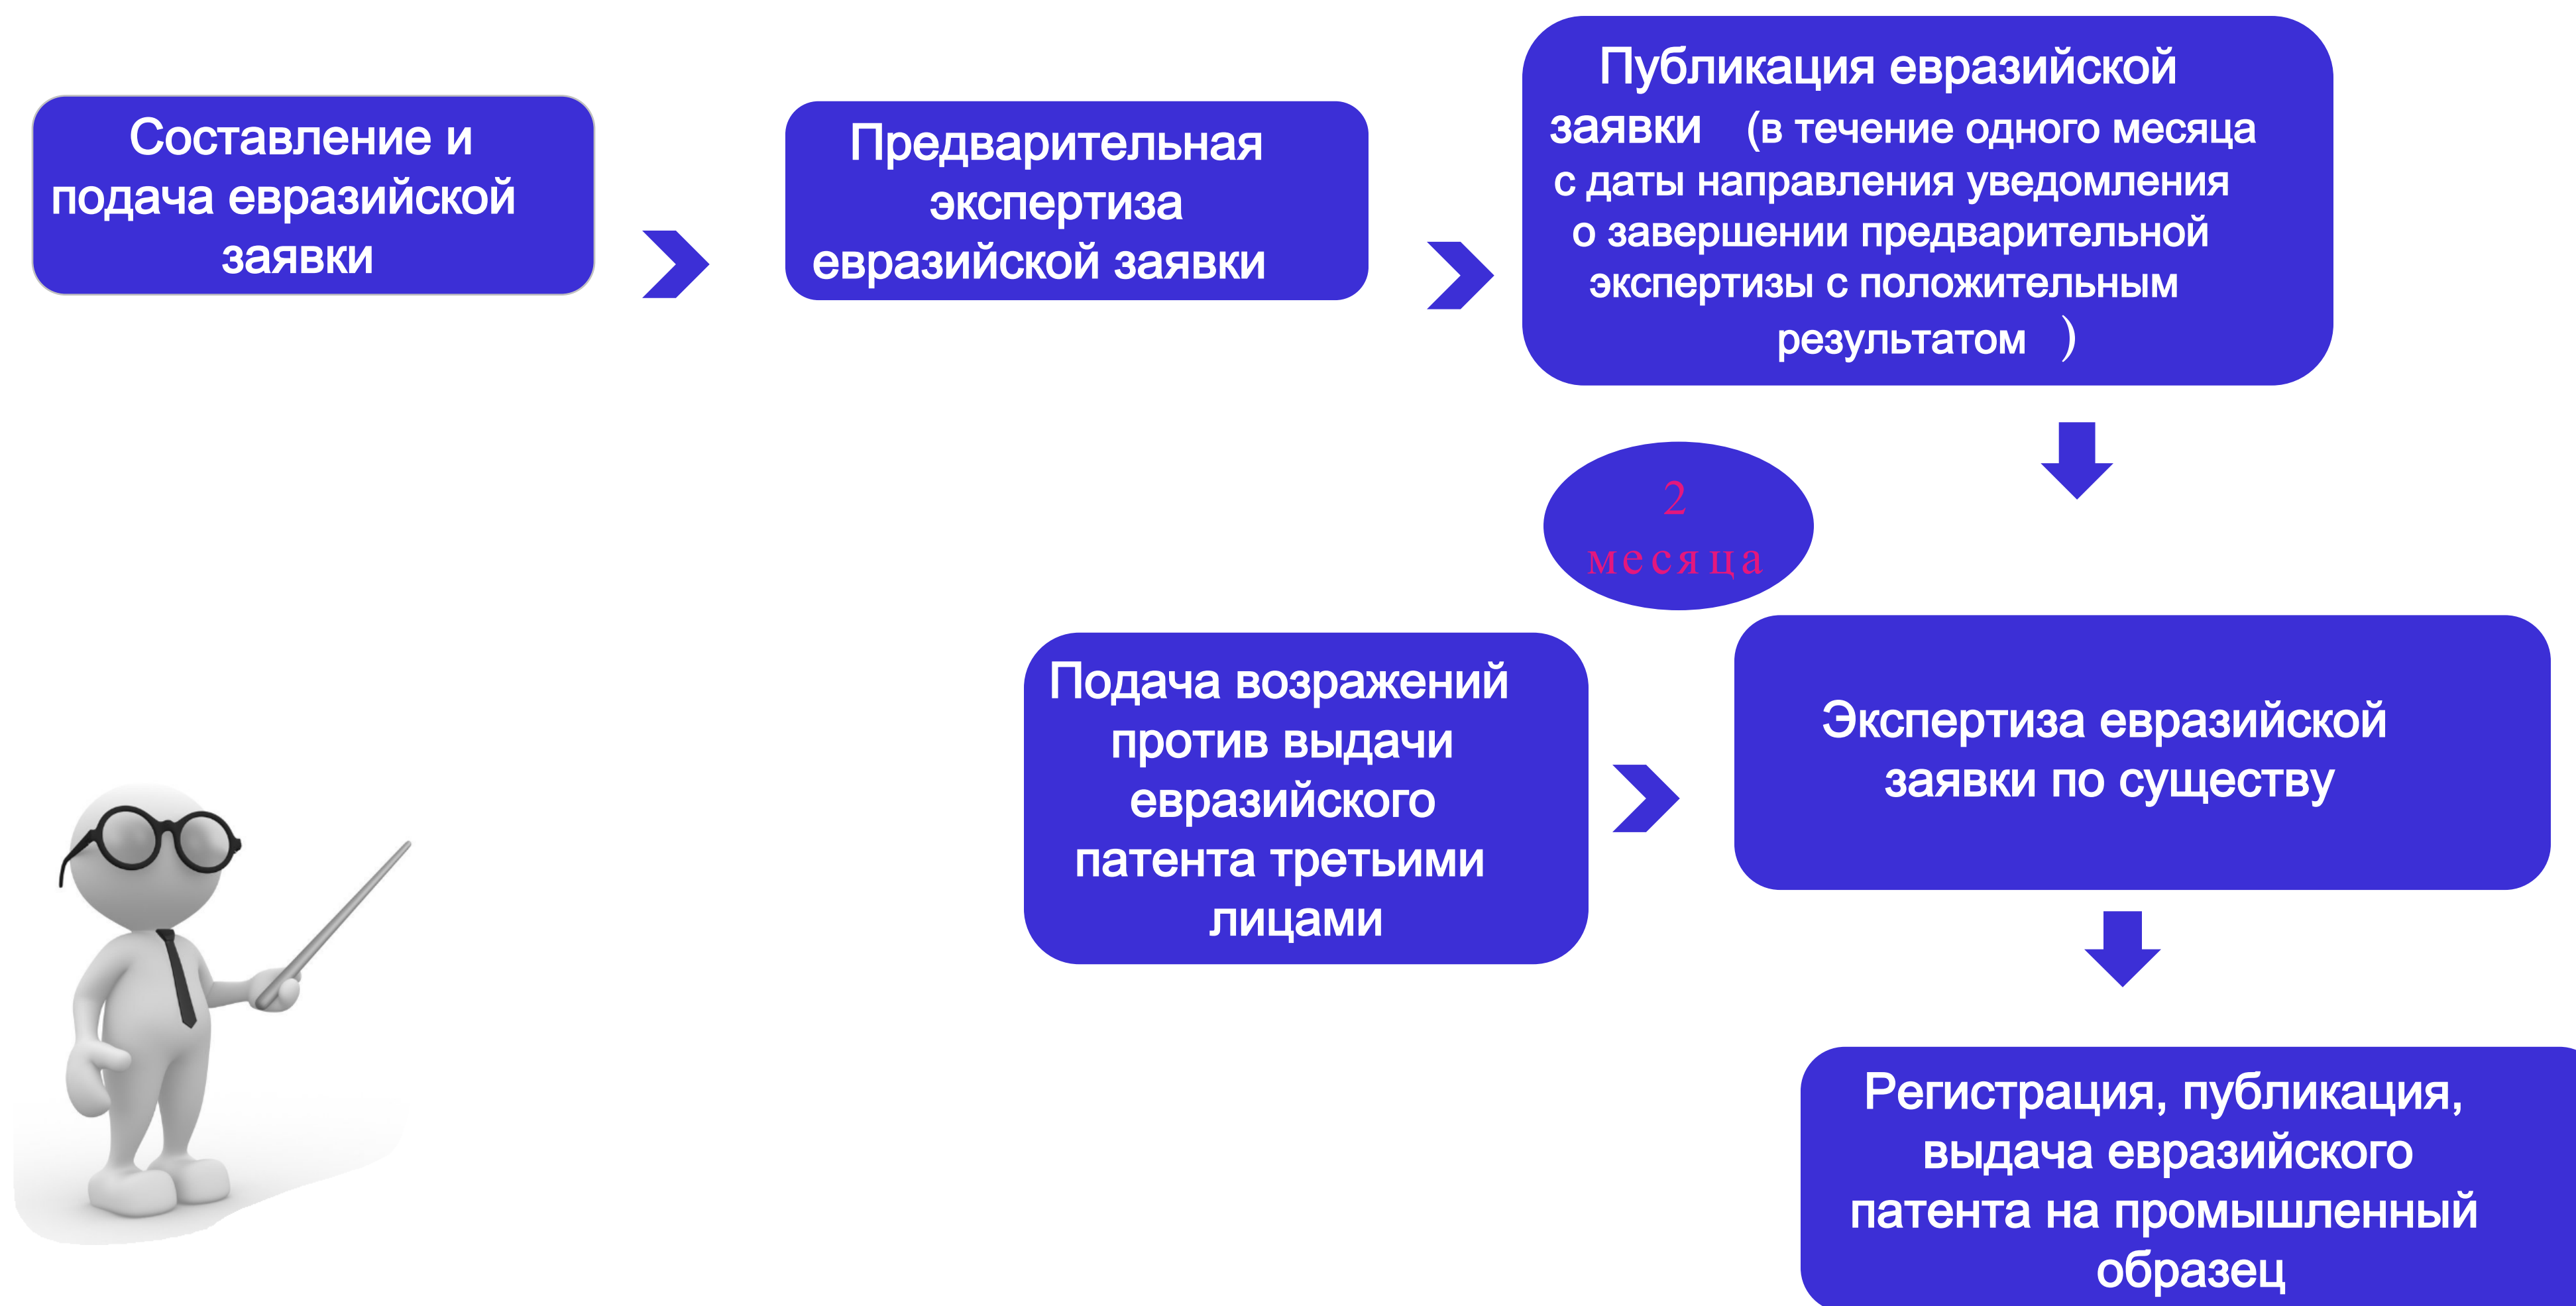 Составление и
подача евразийской
заявки
Предварительная
экспертиза
евразийской заявки
Публикация евразийской
заявки (в течение одного месяца
с даты направления уведомления
о завершении предварительной
экспертизы с положительным
результатом )
2
месяца
Подача возражений
против выдачи
евразийского
патента третьими
лицами
Экспертиза евразийской
заявки по существу
Регистрация, публикация,
выдача евразийского
патента на промышленный
образец